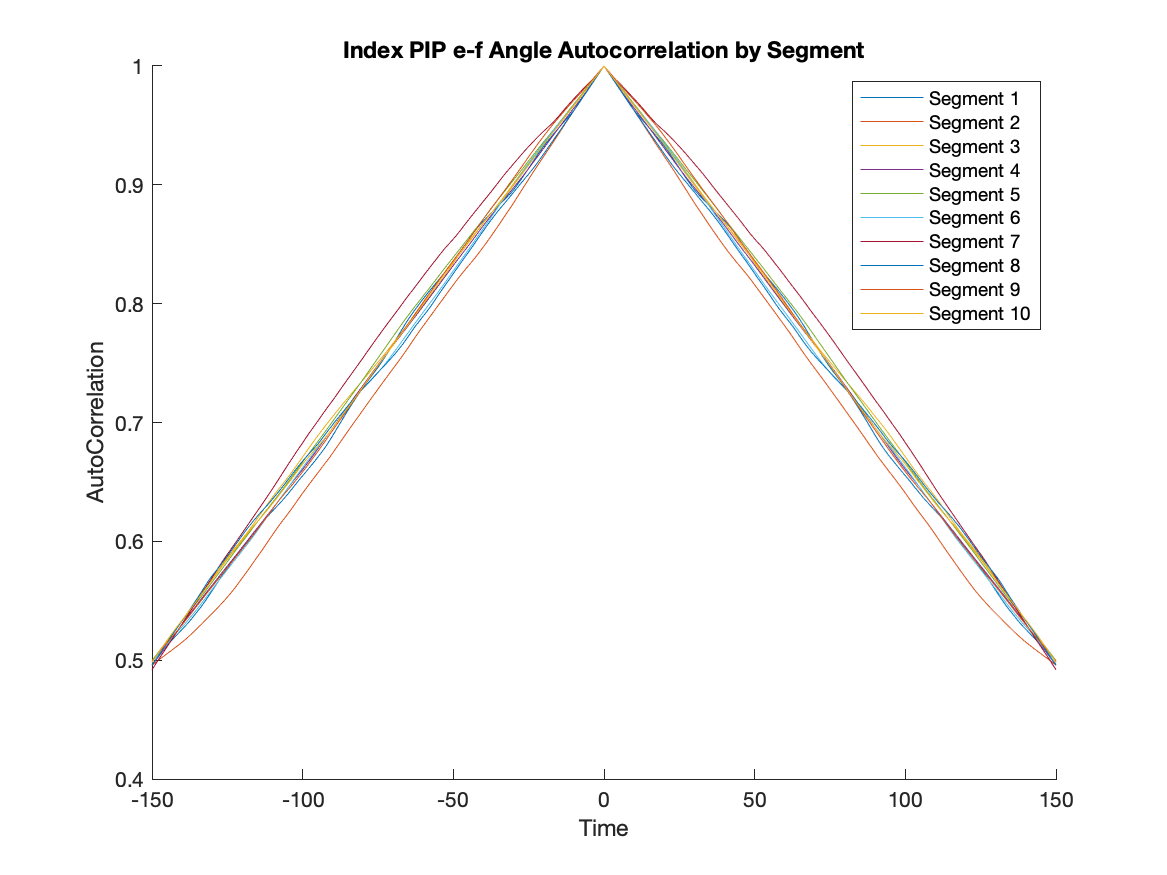 Index PIP e-f Angle Autocorrelation by Segment
1
0.9
0.8
0.7
0.6
0.5
0.4
AutoCorrelation
-150
-100
-50
0
50
100
150
Time
Segment 1
Segment 2
Segment 3
Segment 4
Segment 5
Segment 6
Segment 7
Segment 8
Segment 9
Segment 10